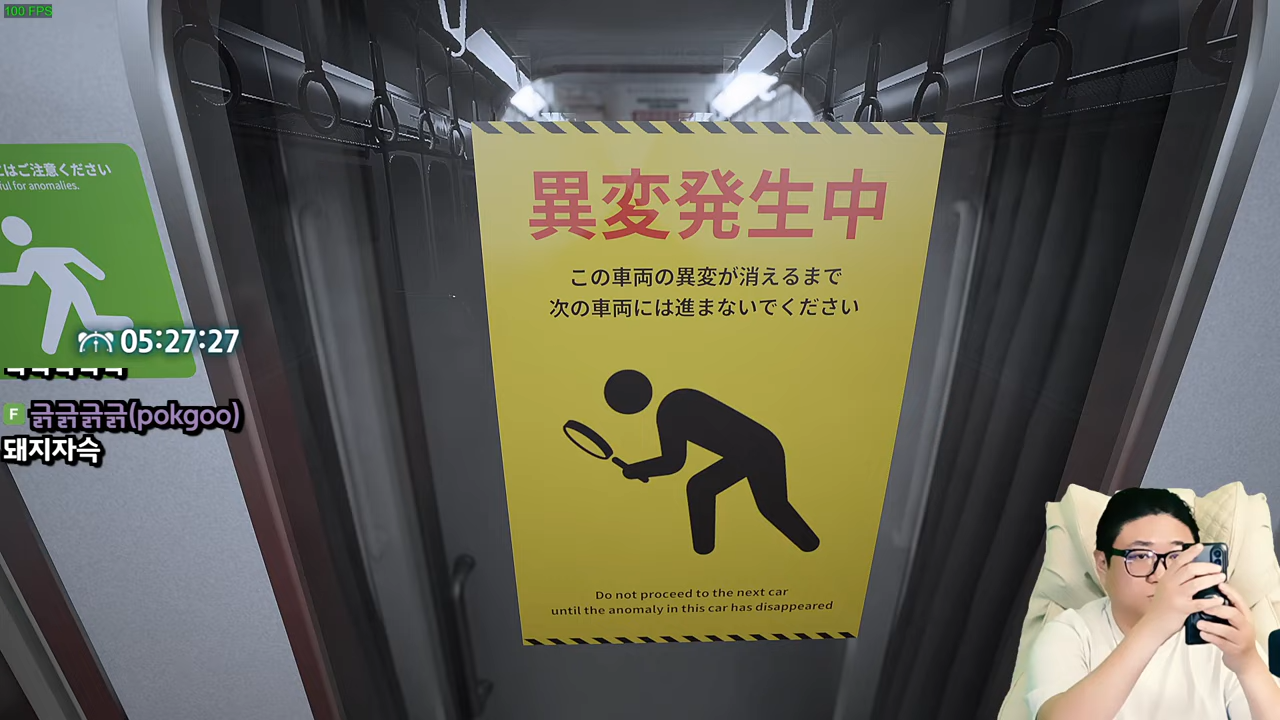 100 FPS
にはご注意ください
ful for anomalies.
異変発生中
この車両の異変が消えるまで
次の車両には進まないでください
05:27:27
F 긁긁긁긁(pokgoo)
돼지자슥
Do not proceed to the next car
until the anomaly in this car has disappeared